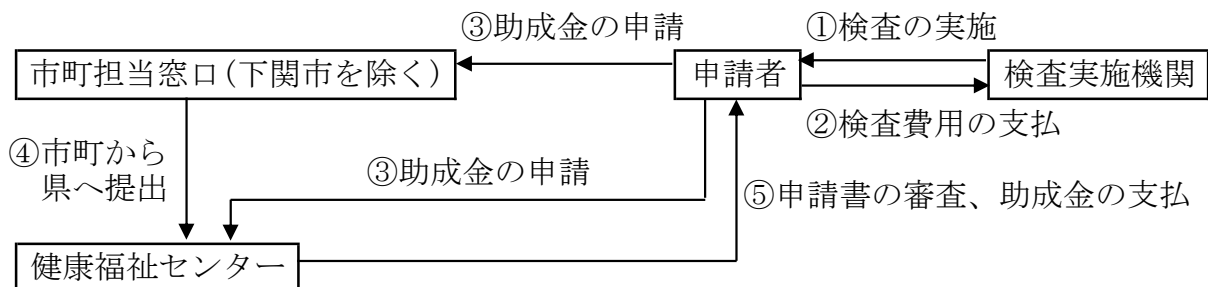 ③助成金の申請
①検査の実施
市町担当窓口(下関市を除く)
申請者
検査実施機関
②検査費用の支払
④市町から
県へ提出
③助成金の申請
⑤申請書の審査、助成金の支払
健康福祉センター